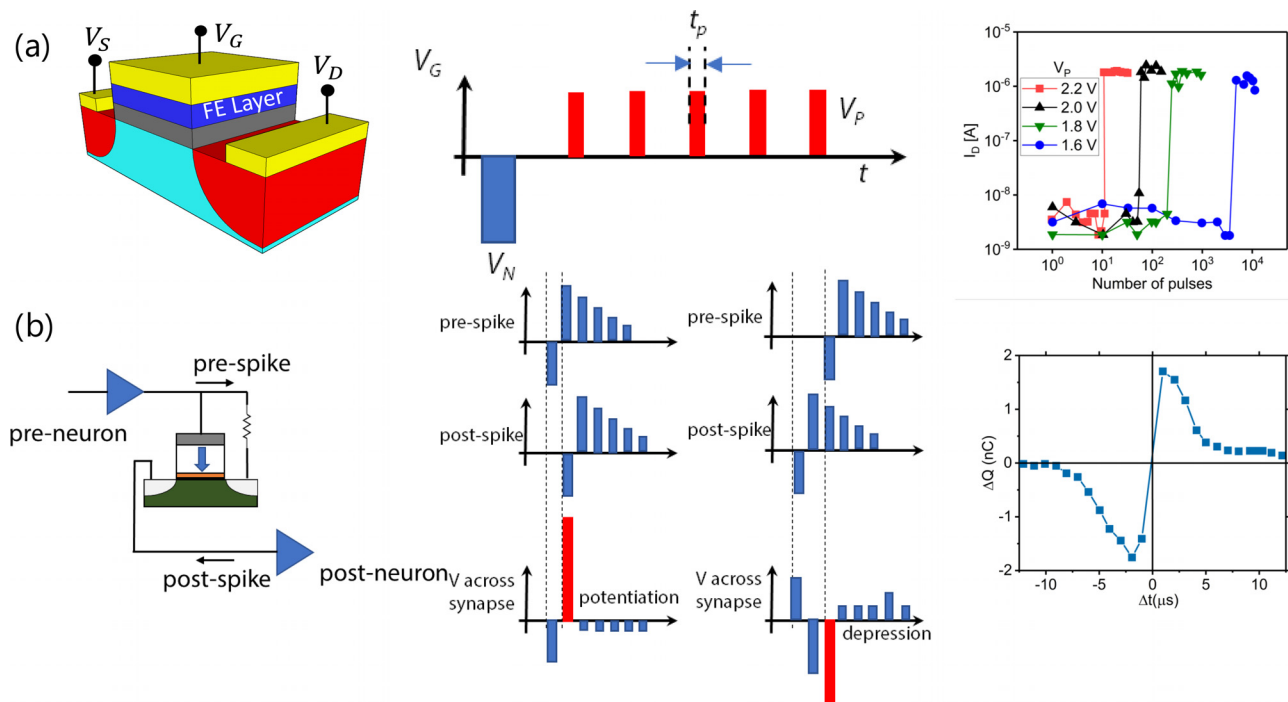 (a)
V_S
V_G
V_D
FE Layer
V_G
t_p
V_P
t
V_N
10^-5
10^-6
10^-7
10^-8
10^-9
I_D [A]
V_P
2.2 V
2.0 V
1.8 V
1.6 V
10^0 10^1 10^2 10^3 10^4
Number of pulses
(b)
pre-spike
pre-neuron
post-spike
post-neuron
pre-spike
post-spike
V across
synapse
potentiation
pre-spike
post-spike
V across
synapse
depression
2
1
0
-1
-2
ΔQ (nC)
-10 -5 0 5 10
Δt(μs)